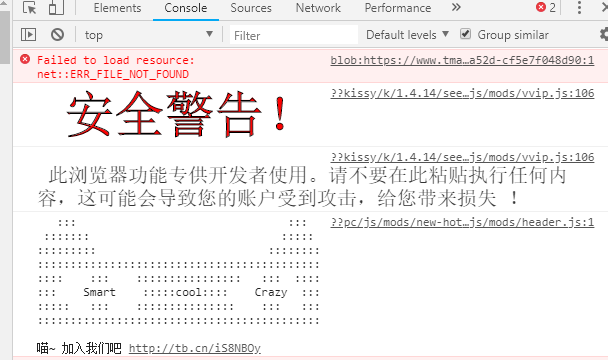 Elements Console Sources Network Performance 2
top Filter Default levels Group similar
Failed to load resource: blob:https://www.tma…a52d-cf5e7f048d90:1
net::ERR_FILE_NOT_FOUND
??kissy/k/1.4.14/see…js/mods/vvip.js:106
安全警告！
??kissy/k/1.4.14/see…js/mods/vvip.js:106
此浏览器功能专供开发者使用。请不要在此粘贴执行任何内
容，这可能会导致您的账户受到攻击，给您带来损失 ！
??pc/js/mods/new-hot…js/mods/header.js:1
Smart :::::cool:::: Crazy
喵~ 加入我们吧 http://tb.cn/iS8NBOy